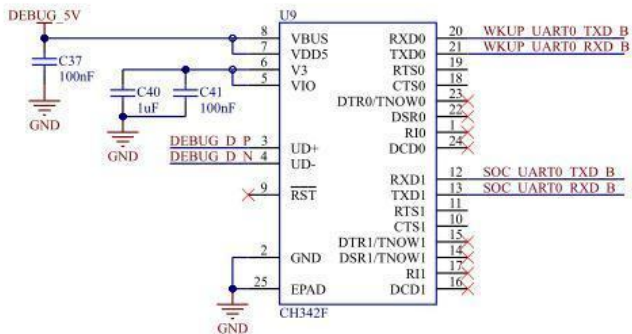 DEBUG_5V
U9
8 VBUS RXD0 20 WKUP_UART0_TXD_B
7 VDD5 TXD0 21 WKUP_UART0_RXD_B
C37
100nF
6 V3 RTS0 19
5 VIO CTS0 18
C40
1uF
C41
100nF
DTR0/TNOW0 23
DSR0 22
GND
RI0 1
GND
DEBUG_D_P 3 UD+ DCD0 24
DEBUG_D_N 4 UD-
RXD1 12 SOC_UART0_TXD_B
9 RST TXD1 13 SOC_UART0_RXD_B
RTS1 11
CTS1 10
DTR1/TNOW1 15
2 GND DSR1/TNOW1 14
RI1 17
25 EPAD DCD1 16
CH342F
GND